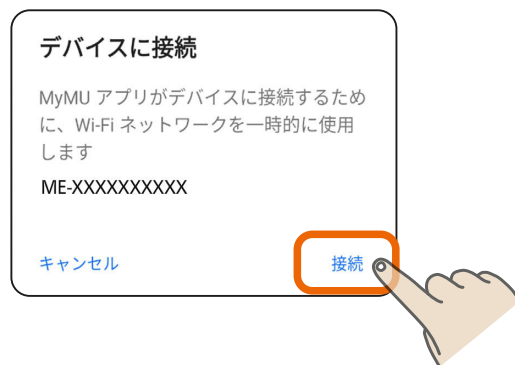 デバイスに接続
MyMU アプリがデバイスに接続するため
に、Wi-Fi ネットワークを一時的に使用
します
ME-XXXXXXXXXX
キャンセル 接続